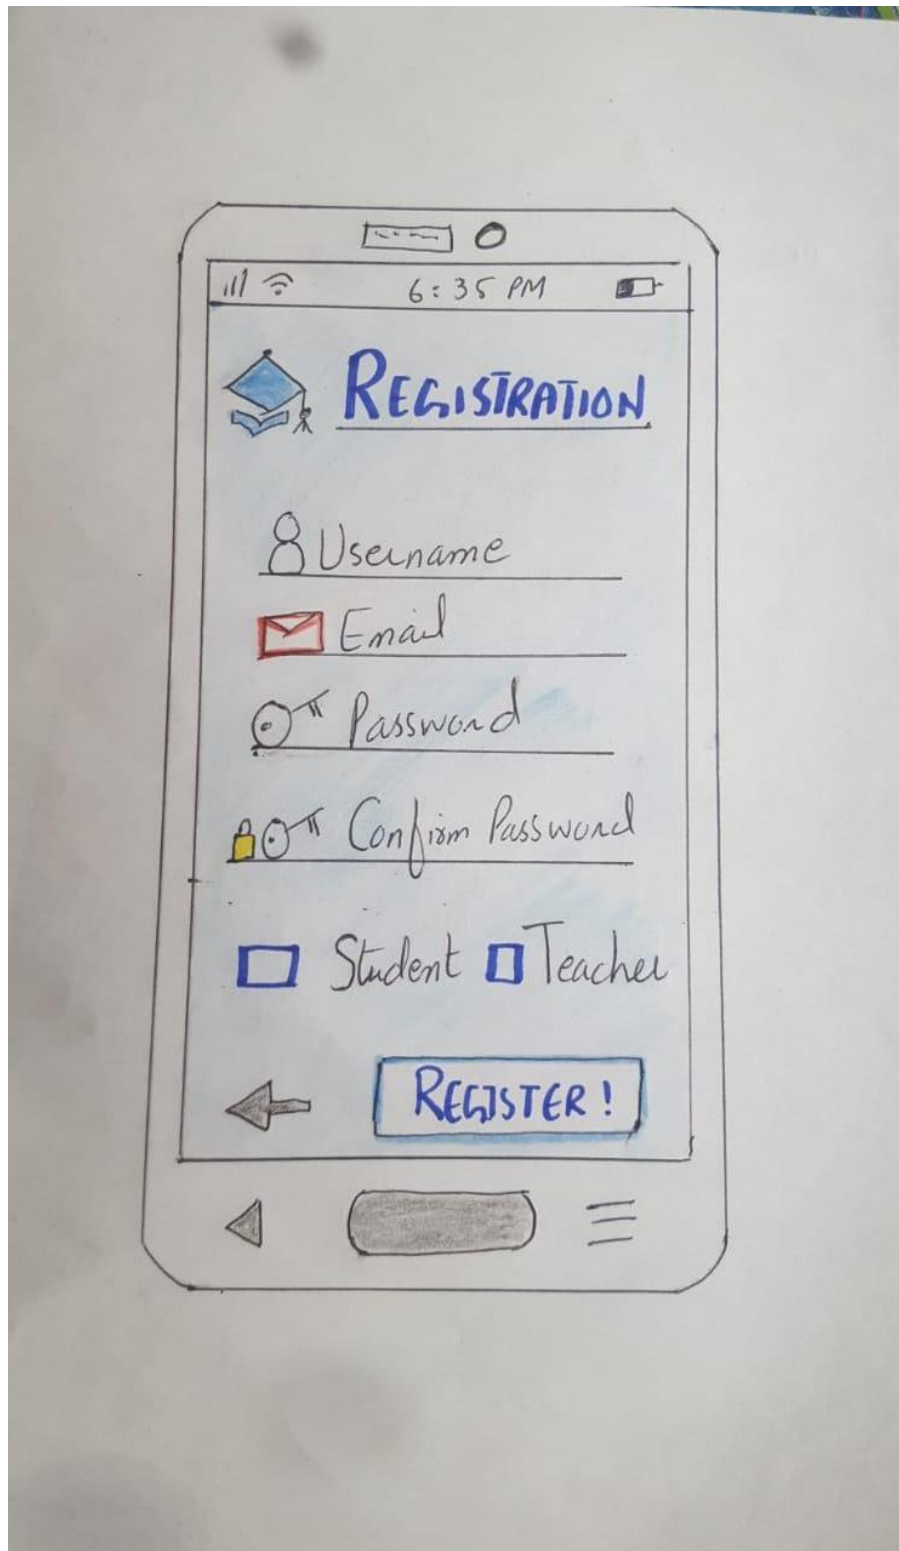 6:35 PM
REGISTRATION
Username
Email
Password
Confirm Password
Student Teacher
REGISTER!